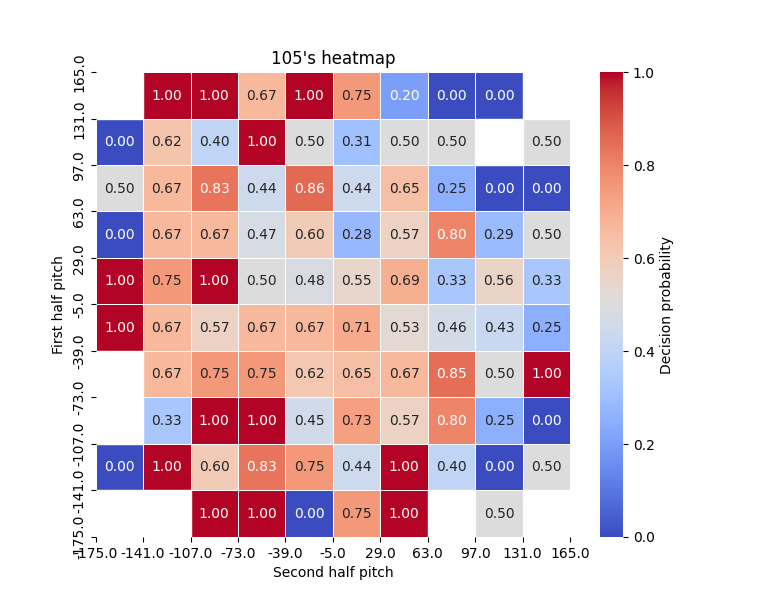 105's heatmap
165.0
1.00 1.00 0.67 1.00 0.75 0.20 0.00 0.00
131.0
0.00 0.62 0.40 1.00 0.50 0.31 0.50 0.50 0.50
97.0
0.50 0.67 0.83 0.44 0.86 0.44 0.65 0.25 0.00 0.00
63.0
0.00 0.67 0.67 0.47 0.60 0.28 0.57 0.80 0.29 0.50
29.0
1.00 0.75 1.00 0.50 0.48 0.55 0.69 0.33 0.56 0.33
-5.0
1.00 0.67 0.57 0.67 0.67 0.71 0.53 0.46 0.43 0.25
-39.0
0.67 0.75 0.75 0.62 0.65 0.67 0.85 0.50 1.00
-73.0
0.33 1.00 1.00 0.45 0.73 0.57 0.80 0.25 0.00
-107.0
0.00 1.00 0.60 0.83 0.75 0.44 1.00 0.40 0.00 0.50
-141.0
1.00 1.00 0.00 0.75 1.00 0.50
-175.0
First half pitch
-175.0 -141.0 -107.0 -73.0 -39.0 -5.0 29.0 63.0 97.0 131.0 165.0
Second half pitch
1.0
0.8
0.6
0.4
0.2
0.0
Decision probability